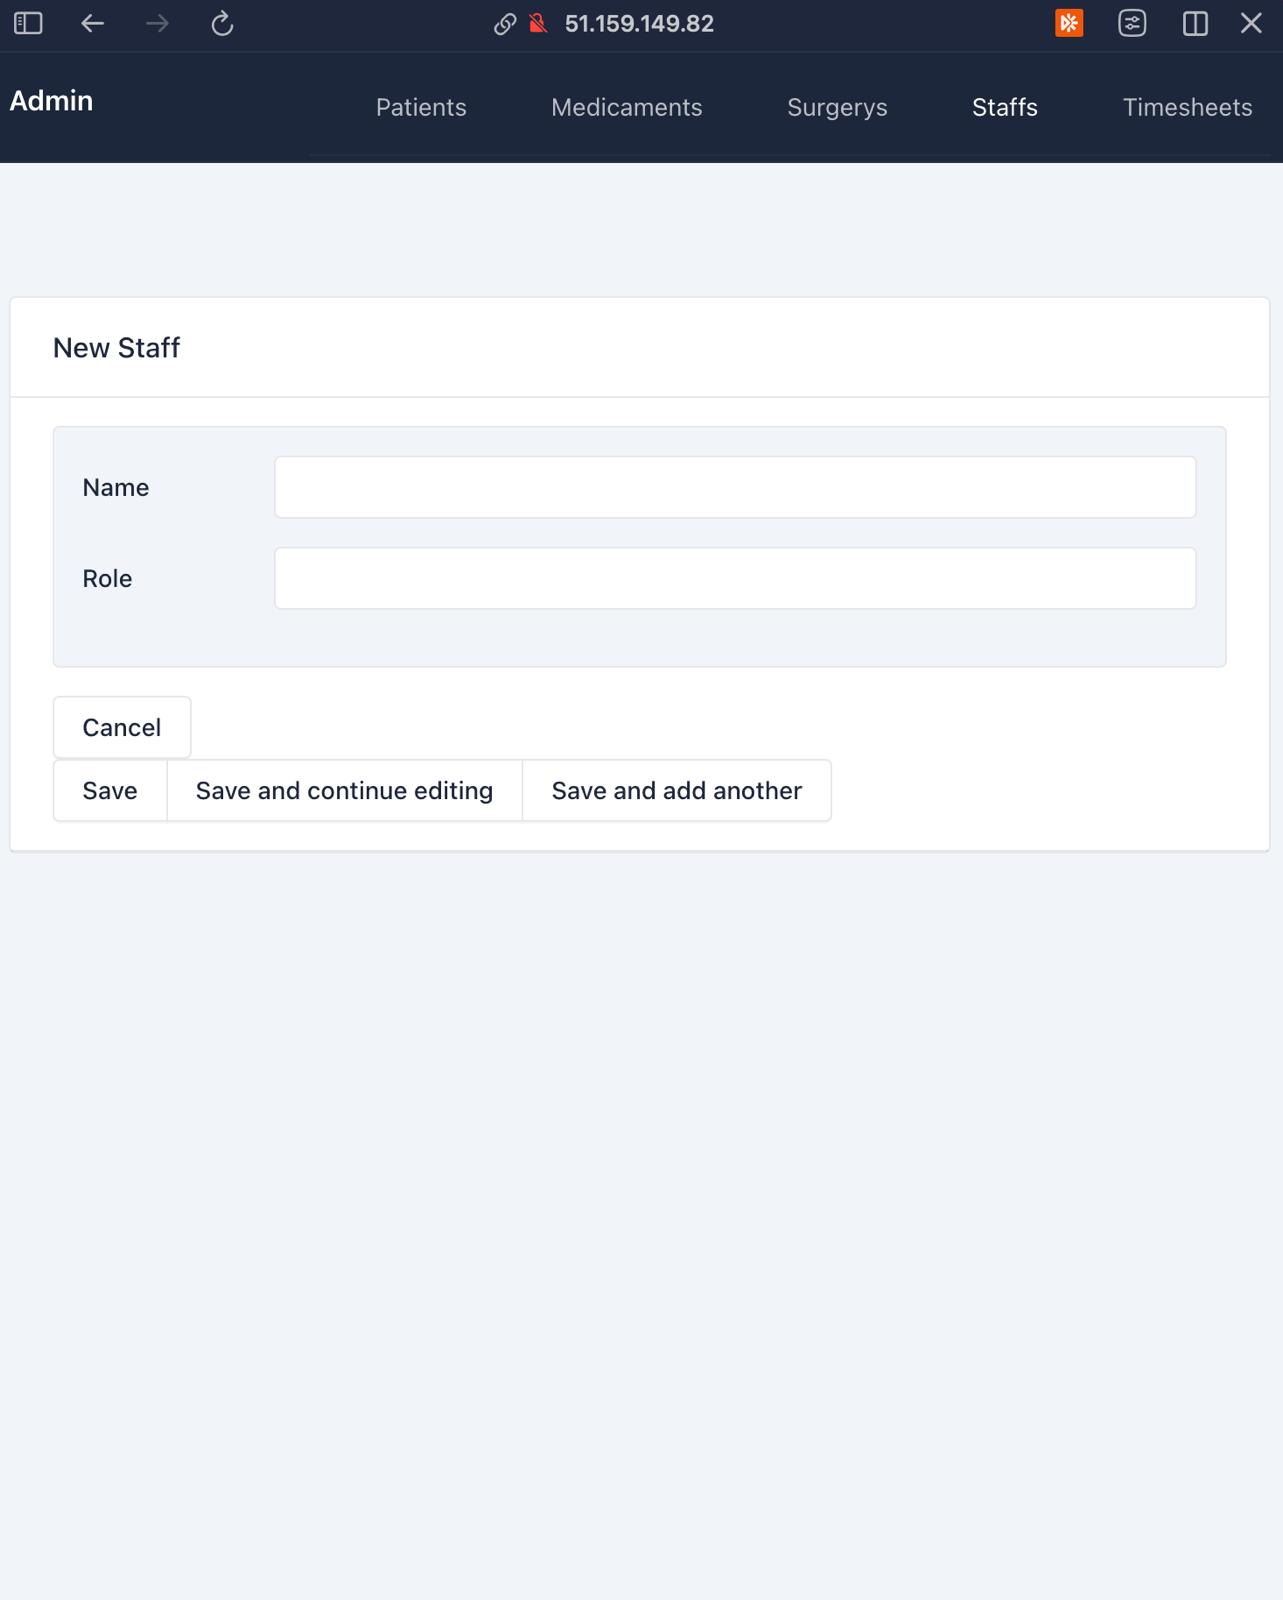 51.159.149.82
Admin
Patients Medicaments Surgerys Staffs Timesheets
New Staff
Name
Role
Cancel
Save Save and continue editing Save and add another